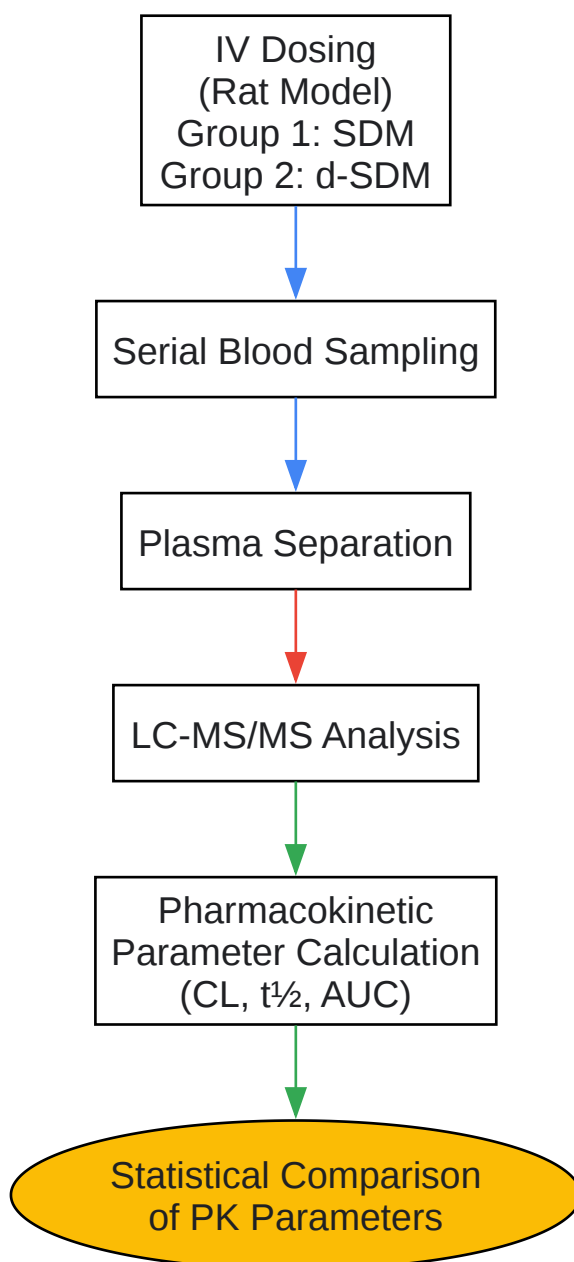 IV Dosing
(Rat Model)
Group 1: SDM
Group 2: d-SDM
Serial Blood Sampling
Plasma Separation
LC-MS/MS Analysis
Pharmacokinetic
Parameter Calculation
(CL, t½, AUC)
Statistical Comparison
of PK Parameters